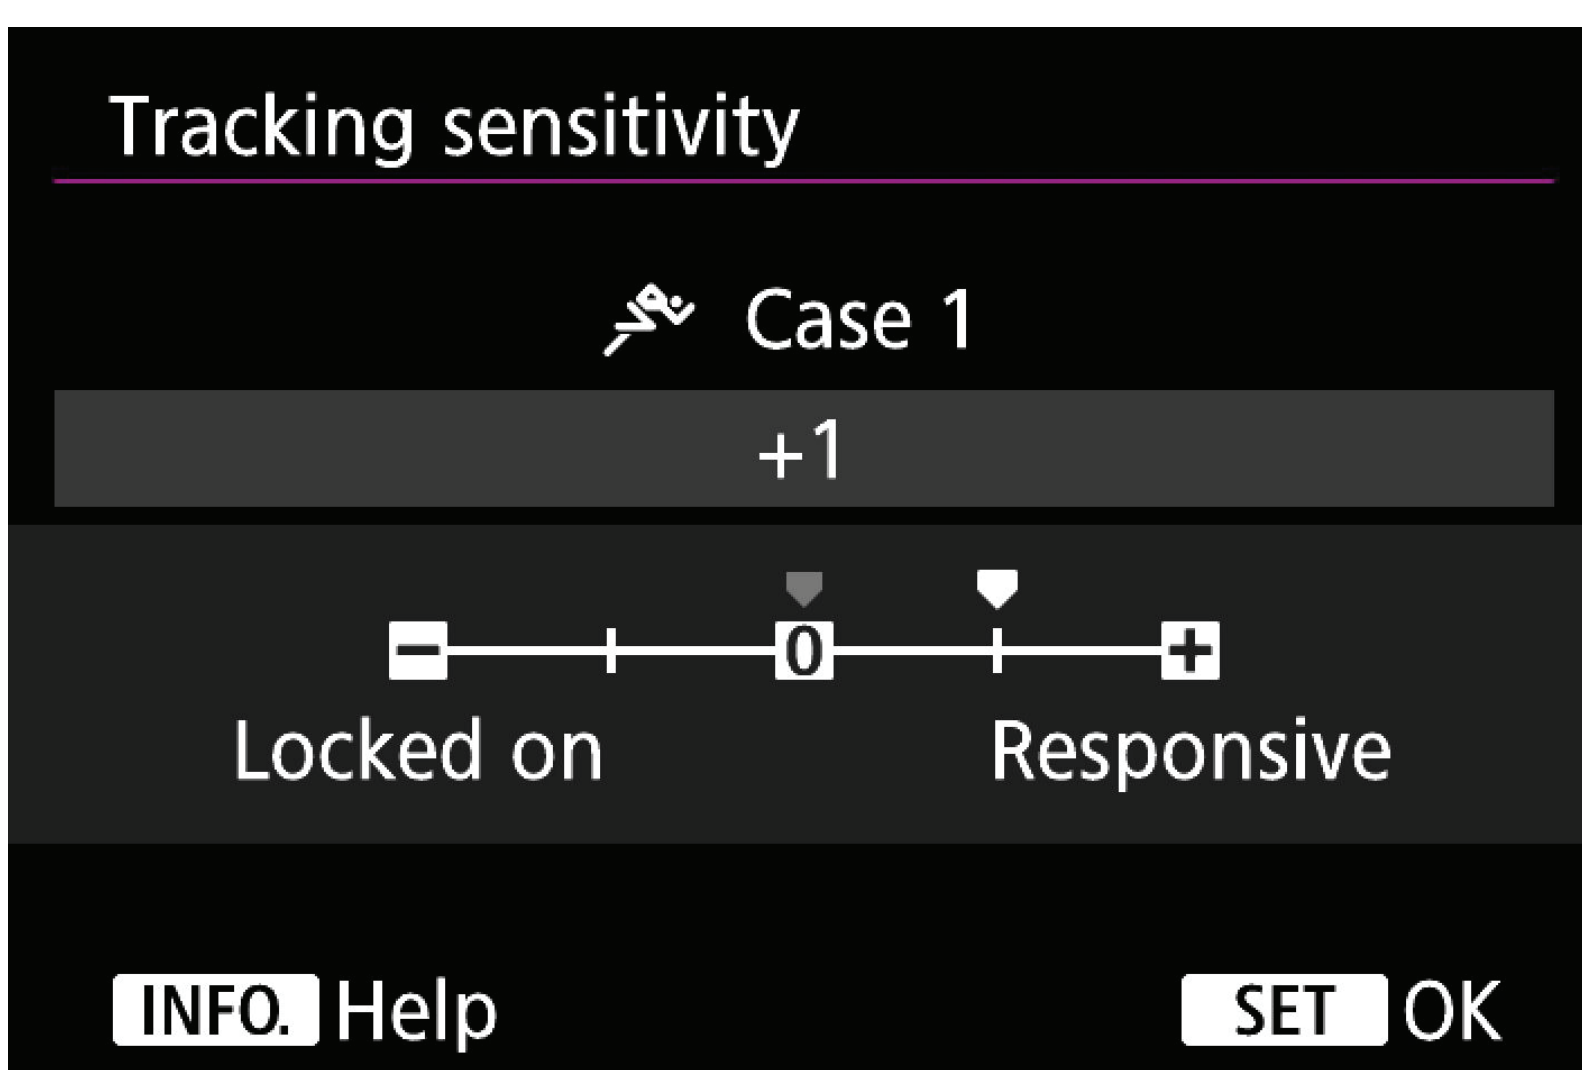 Tracking sensitivity
Case 1
+1
− 0 +
Locked on Responsive
INFO. Help SET OK